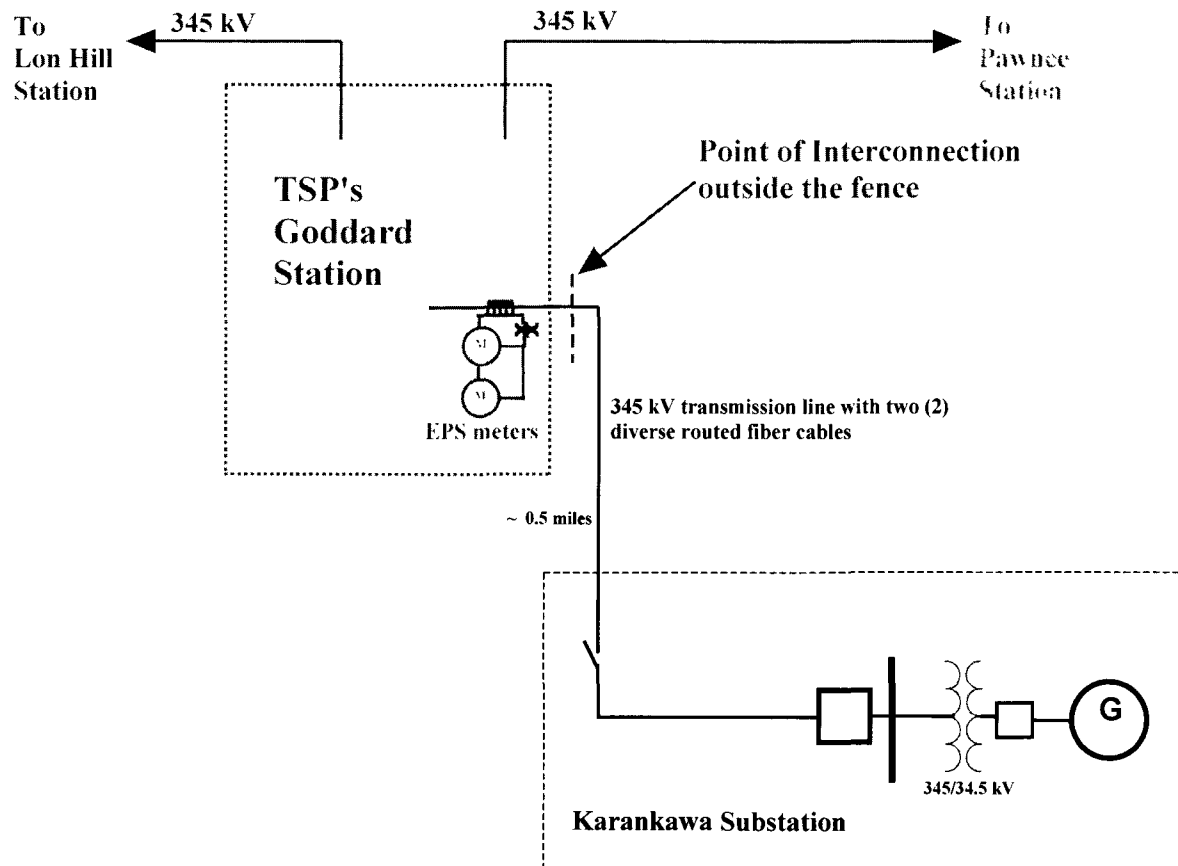 To
Lon Hill
Station
345 kV
345 kV
To
Pawnee
Station
Point of Interconnection
outside the fence
TSP's
Goddard
Station
M
M
EPS meters
345 kV transmission line with two (2)
diverse routed fiber cables
~ 0.5 miles
G
345/34.5 kV
Karankawa Substation